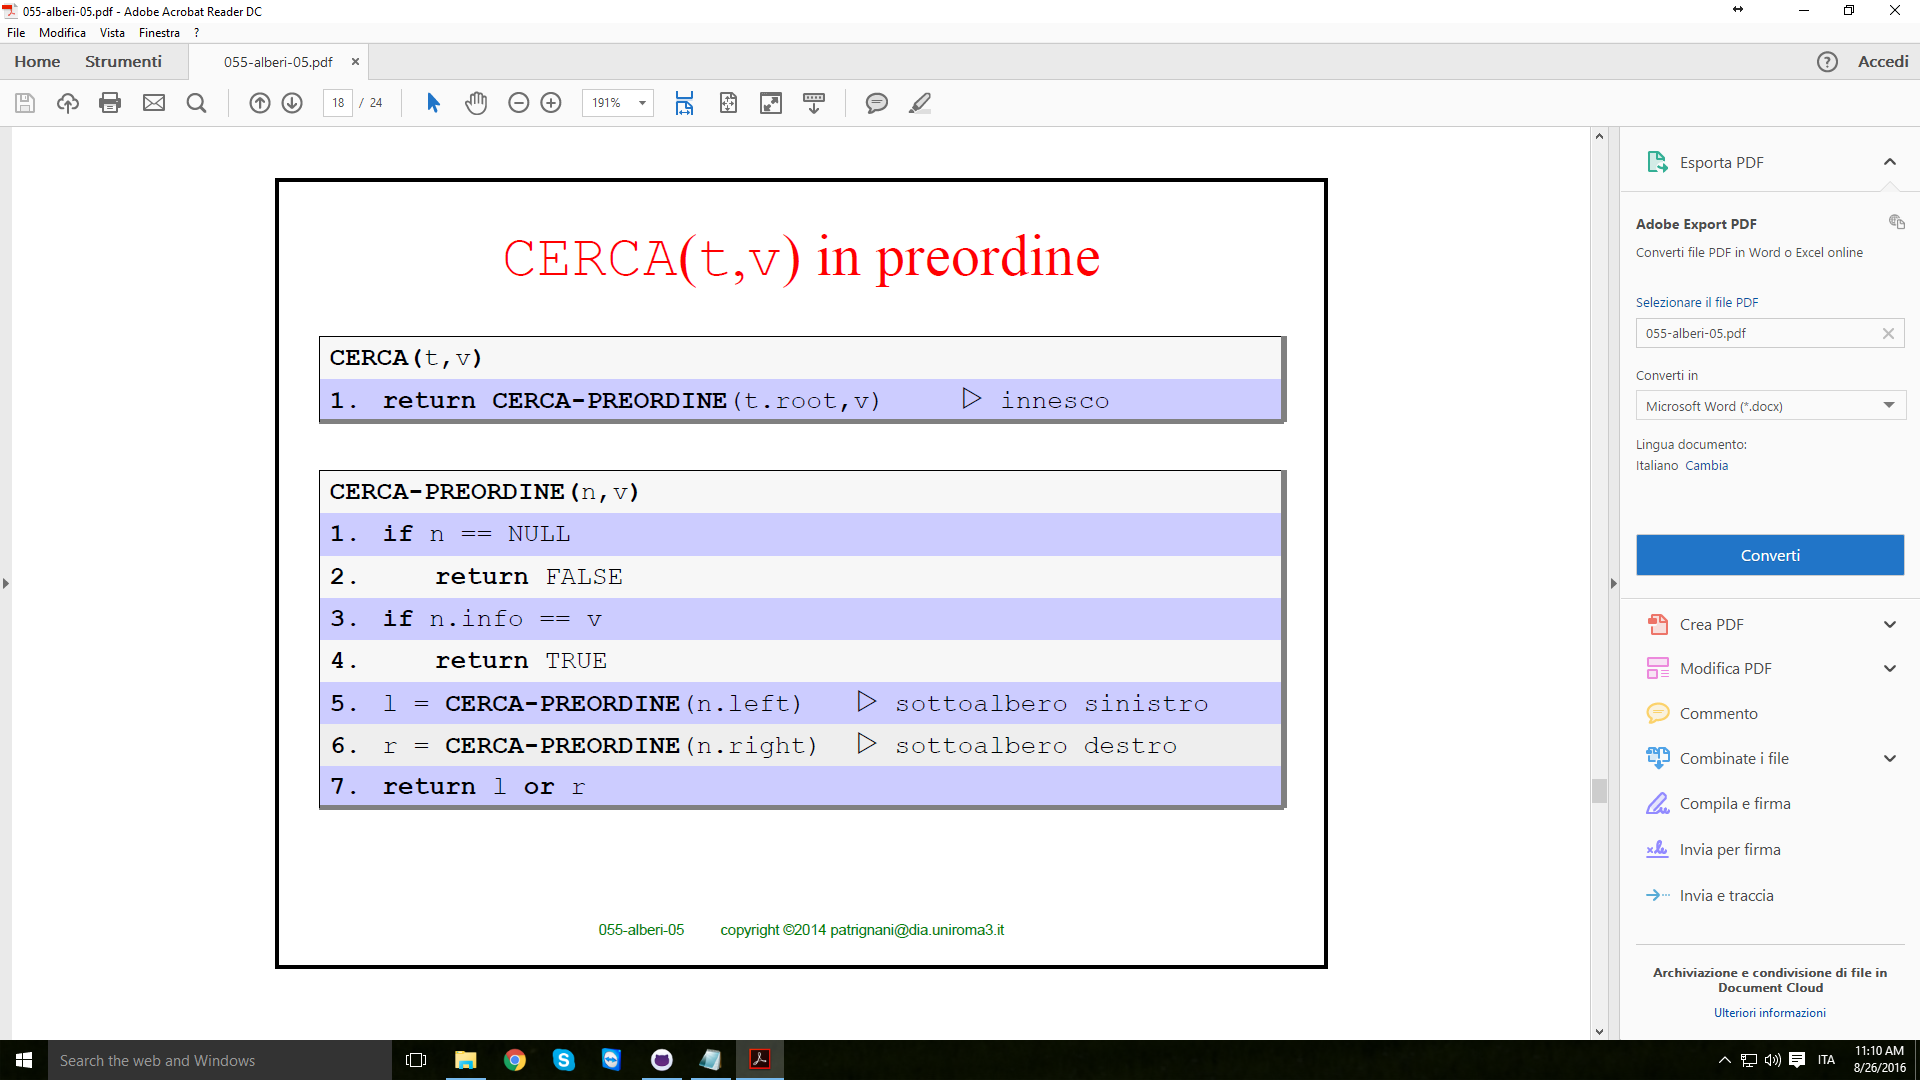 055-alberi-05.pdf - Adobe Acrobat Reader DC
File Modifica Vista Finestra ?
Home Strumenti 055-alberi-05.pdf × ? Accedi
18 / 24 191%
CERCA(t,v) in preordine
CERCA(t,v)
1. return CERCA-PREORDINE(t.root,v) ▷ innesco
CERCA-PREORDINE(n,v)
1. if n == NULL
2. return FALSE
3. if n.info == v
4. return TRUE
5. l = CERCA-PREORDINE(n.left) ▷ sottoalbero sinistro
6. r = CERCA-PREORDINE(n.right) ▷ sottoalbero destro
7. return l or r
055-alberi-05 copyright ©2014 patrignani@dia.uniroma3.it
Esporta PDF
Adobe Export PDF
Converti file PDF in Word o Excel online
Selezionare il file PDF
055-alberi-05.pdf
Converti in
Microsoft Word (*.docx)
Lingua documento:
Italiano Cambia
Converti
Crea PDF
Modifica PDF
Commento
Combinate i file
Compila e firma
Invia per firma
Invia e traccia
Archiviazione e condivisione di file in
Document Cloud
Ulteriori informazioni
Search the web and Windows
ITA
11:10 AM
8/26/2016